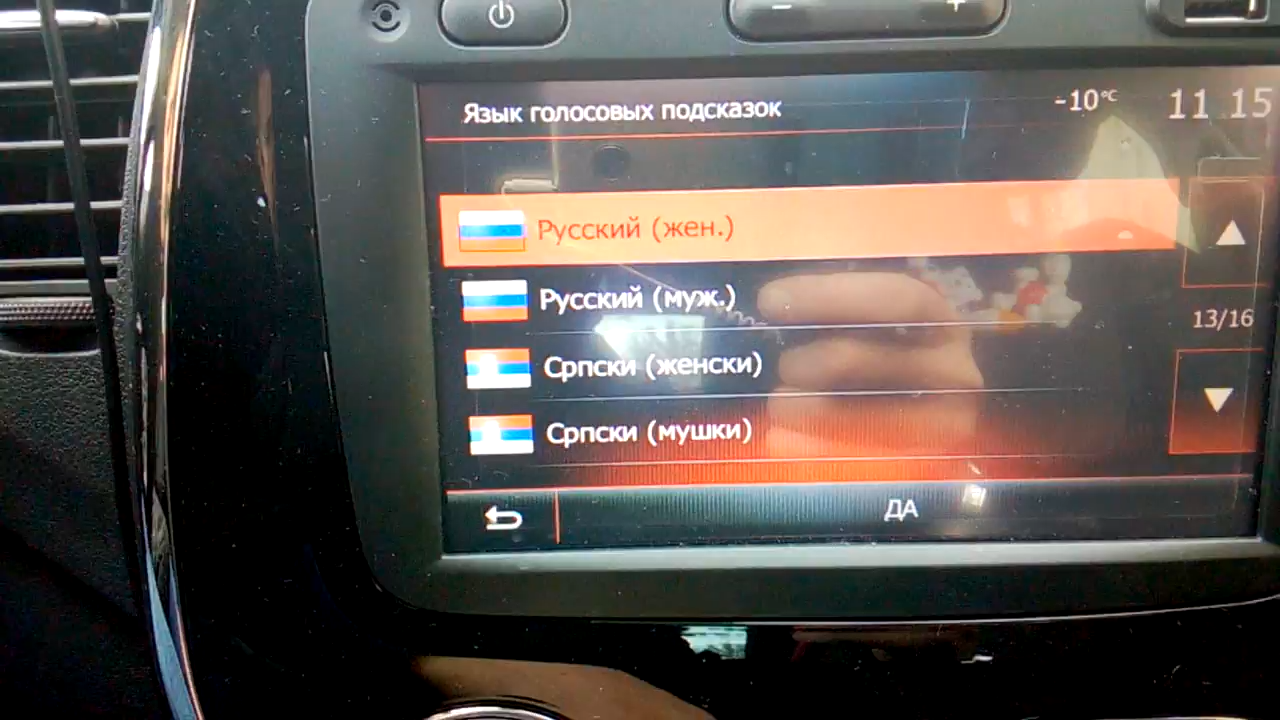 Язык голосовых подсказок
-10°C
11 15
Русский (жен.)
Русский (муж.)
13/16
Српски (женски)
Српски (мушки)
ДА